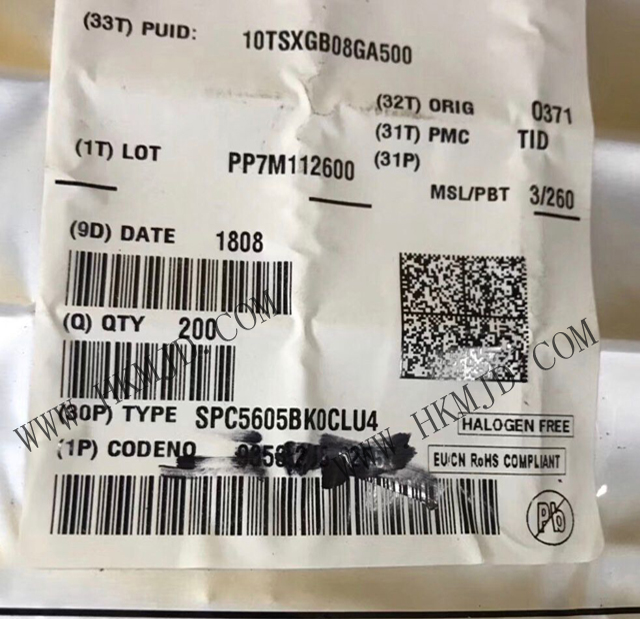 (33T) PUID: 10TSXGB08GA500
(32T) ORIG 0371
(31T) PMC TID
(1T) LOT PP7M112600 (31P)
MSL/PBT 3/260
(9D) DATE 1808
(Q) QTY 200
(30P) TYPE SPC5605BK0CLU4
HALOGEN FREE
(1P) CODENO
EU/CN RoHS COMPLIANT
Pb
WWW.HKMJD.COM
WWW.HKMJD.COM